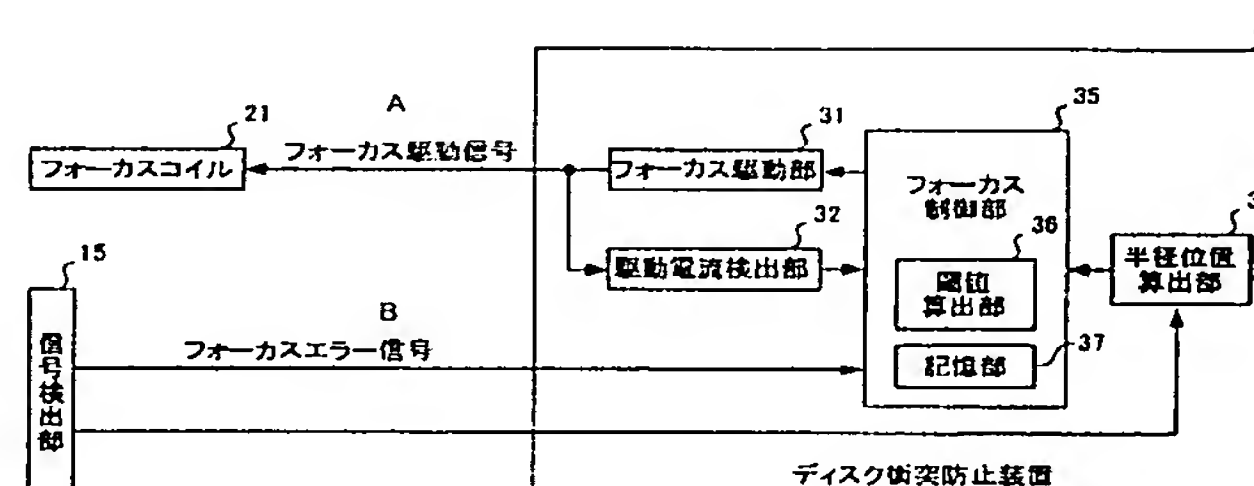 35
A
21
31
フォーカスコイル
フォーカス駆動信号
フォーカス駆動部
フォーカス
制御部
32
36
3
駆動電流検出部
半径位置
算出部
15
閾値
算出部
B
フォーカスエラー信号
37
記憶部
信号検出部
ディスク衝突防止装置